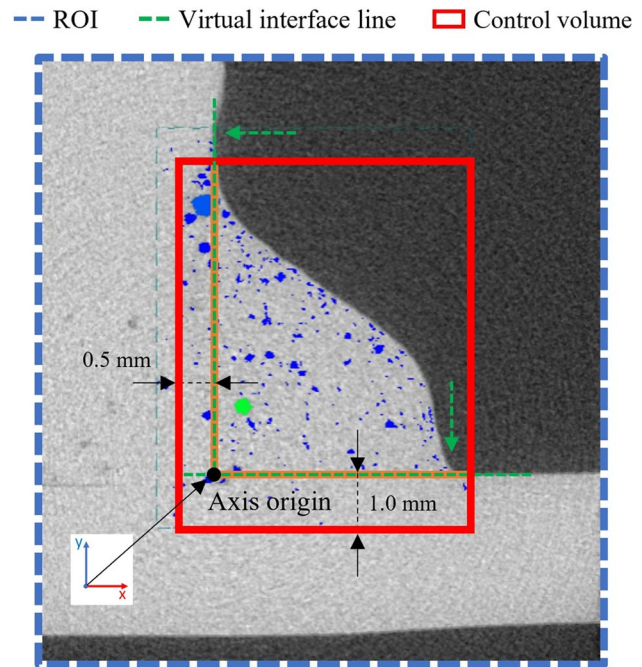 ROI Virtual interface line Control volume
0.5 mm
Axis origin
1.0 mm
y
x